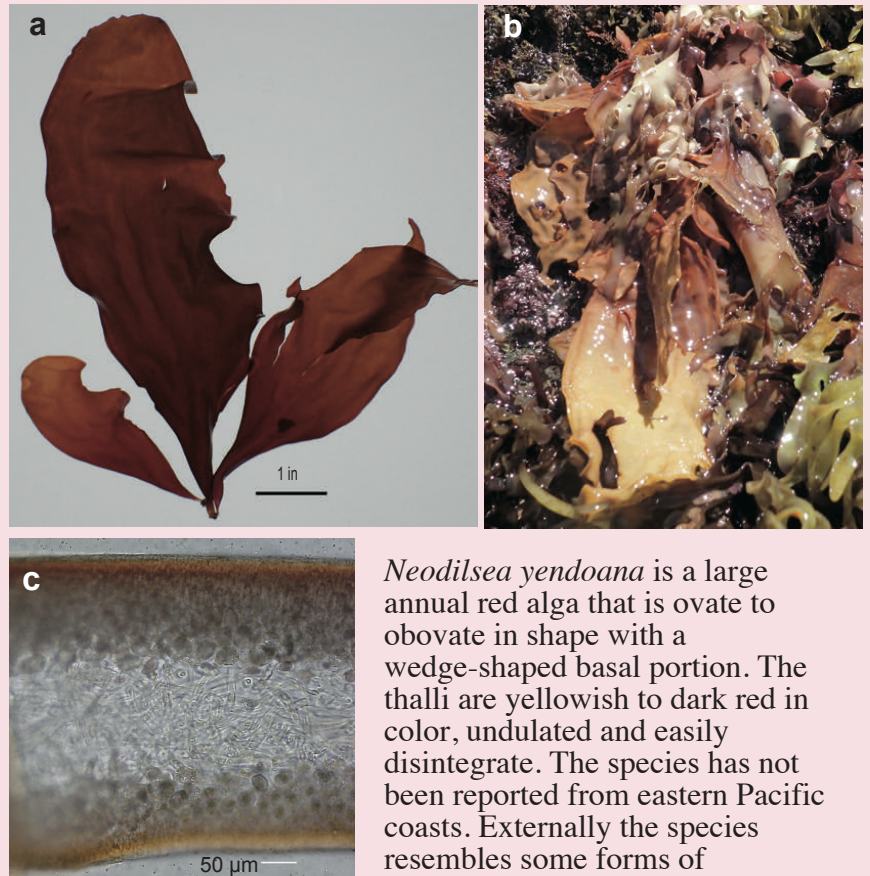 a
b
1 in
c
50 µm
Neodilsea yendoana is a large
annual red alga that is ovate to
obovate in shape with a
wedge-shaped basal portion. The
thalli are yellowish to dark red in
color, undulated and easily
disintegrate. The species has not
been reported from eastern Pacific
coasts. Externally the species
resembles some forms of